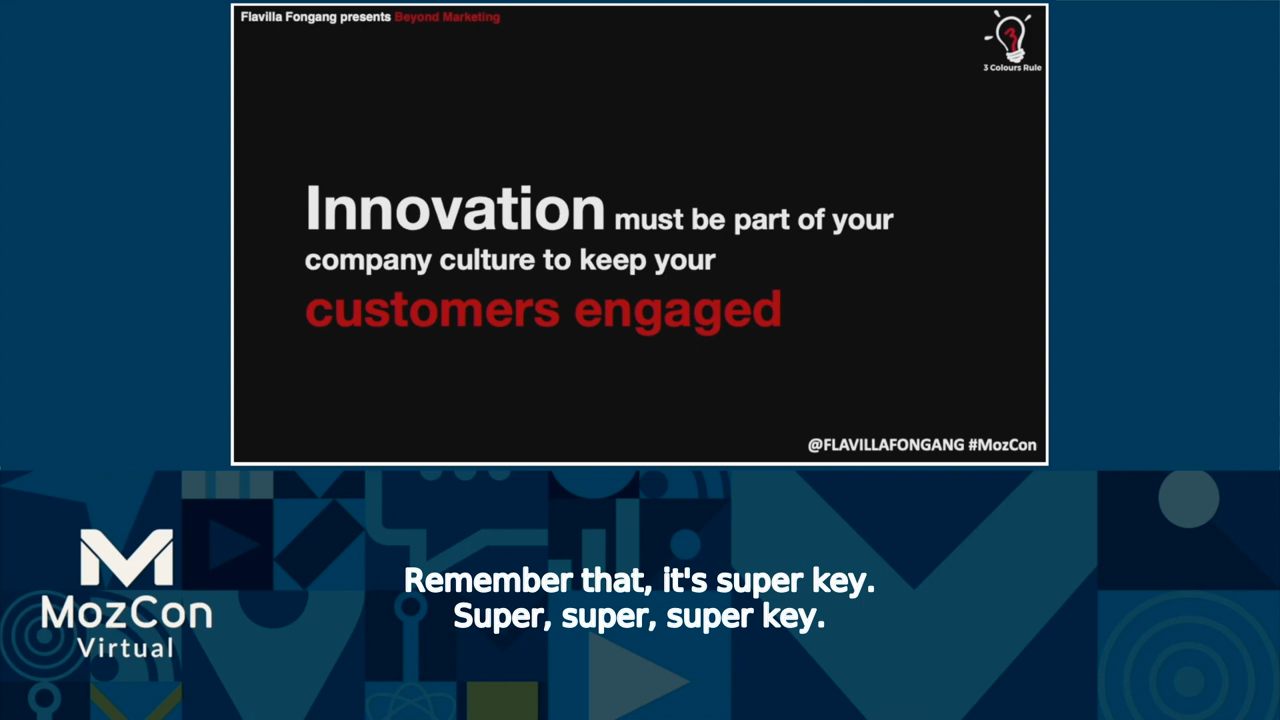 Flavilla Fongang presents Beyond Marketing
3
3 Colours Rule
Innovation must be part of your
company culture to keep your
customers engaged
@FLAVILLAFONGANG #MozCon
M
MozCon
Virtual
Remember that, it's super key.
Super, super, super key.